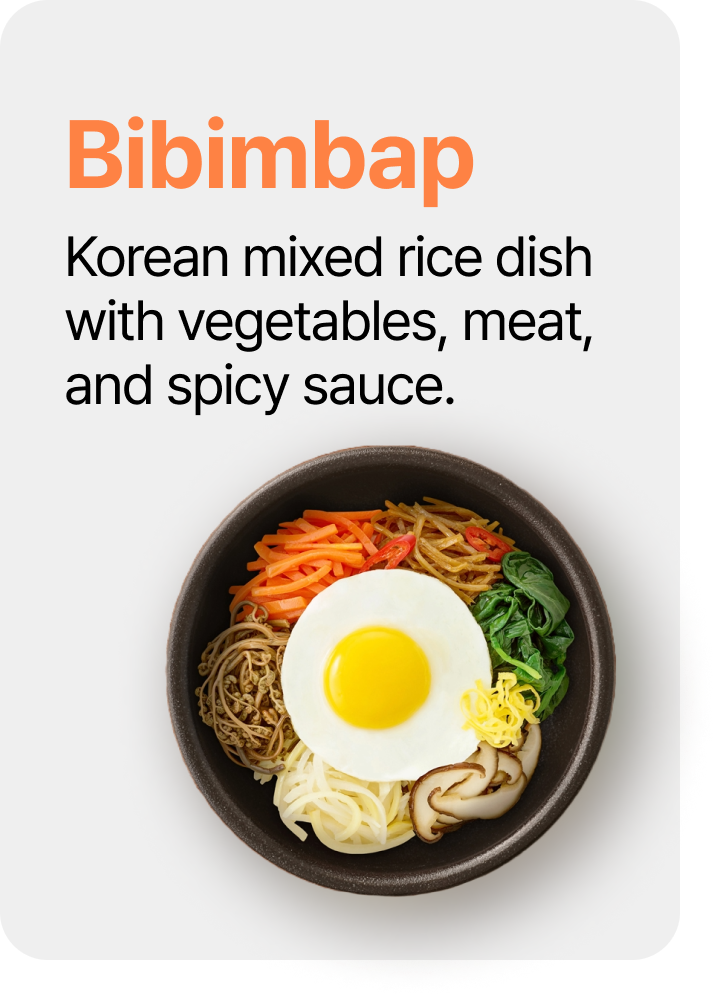 Bibimbap
Korean mixed rice dish
with vegetables, meat,
and spicy sauce.